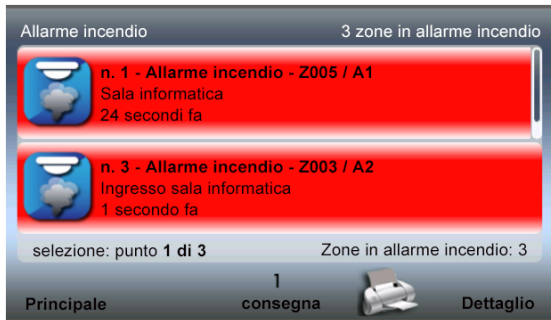 Allarme incendio
3 zone in allarme incendio
n. 1 - Allarme incendio - Z005 / A1
Sala informatica
24 secondi fa
n. 3 - Allarme incendio - Z003 / A2
Ingresso sala informatica
1 secondo fa
selezione: punto 1 di 3
Zone in allarme incendio: 3
1
Principale
consegna
Dettaglio